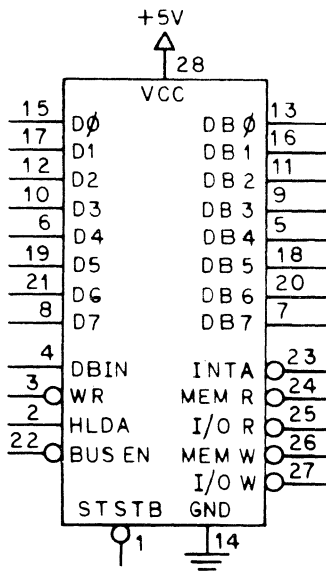 +5V
28
VCC
15 DØ DBØ 13
17 D1 DB1 16
12 D2 DB2 11
10 D3 DB3 9
6 D4 DB4 5
19 D5 DB5 18
21 D6 DB6 20
8 D7 DB7 7
4 DBIN INTA 23
3 WR MEM R 24
2 HLDA I/O R 25
22 BUS EN MEM W 26
I/O W 27
STSTB GND
1 14